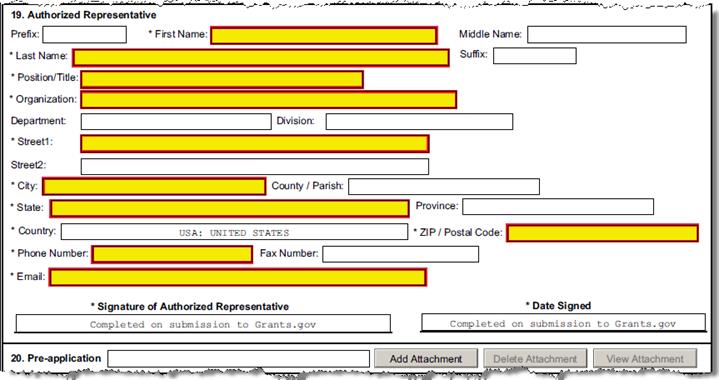 19. Authorized Representative
Prefix: * First Name: Middle Name:
* Last Name: Suffix:
* Position/Title:
* Organization:
Department: Division:
* Street1:
Street2:
* City: County / Parish:
* State: Province:
* Country: USA: UNITED STATES * ZIP / Postal Code:
* Phone Number: Fax Number:
* Email:
* Signature of Authorized Representative * Date Signed
Completed on submission to Grants.gov Completed on submission to Grants.gov
20. Pre-application Add Attachment Delete Attachment View Attachment